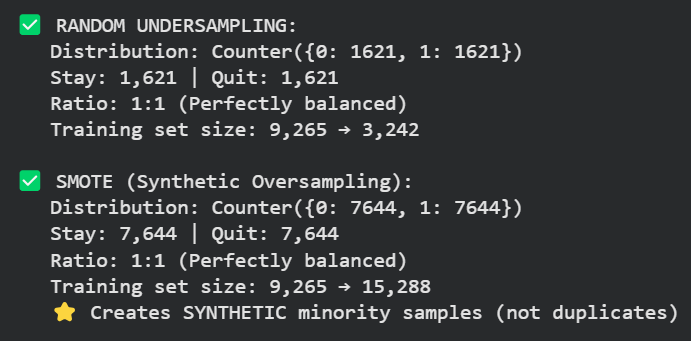 ✅ RANDOM UNDERSAMPLING:
Distribution: Counter({0: 1621, 1: 1621})
Stay: 1,621 | Quit: 1,621
Ratio: 1:1 (Perfectly balanced)
Training set size: 9,265 → 3,242
✅ SMOTE (Synthetic Oversampling):
Distribution: Counter({0: 7644, 1: 7644})
Stay: 7,644 | Quit: 7,644
Ratio: 1:1 (Perfectly balanced)
Training set size: 9,265 → 15,288
⭐ Creates SYNTHETIC minority samples (not duplicates)